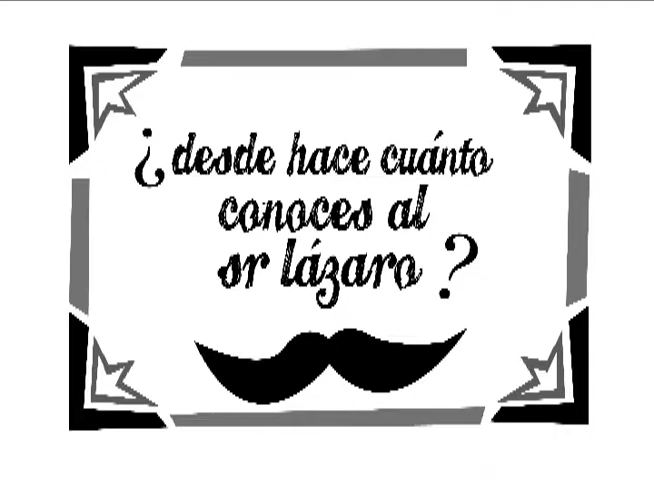 ¿desde hace cuánto
conoces al
sr lázaro?